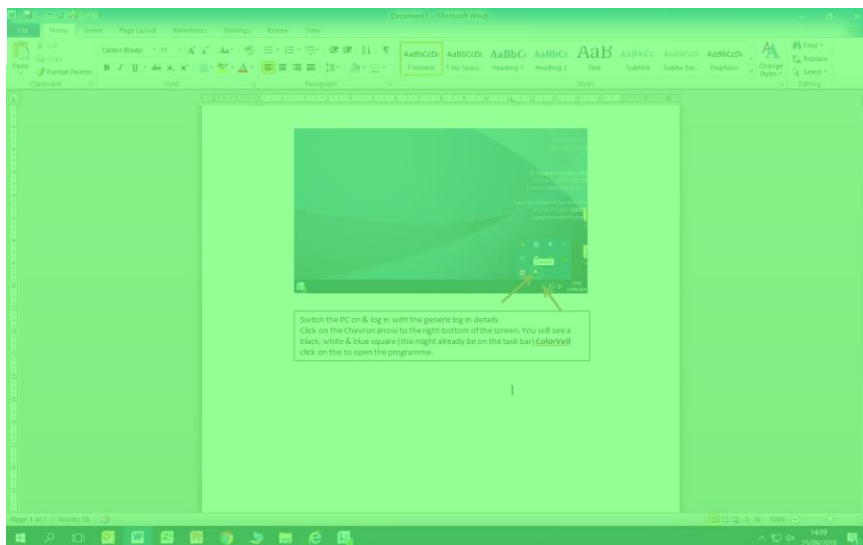 Document1 - Microsoft Word
File Home Insert Page Layout References Mailings Review View
Cut
Copy
Paste
Format Painter
Calibri (Body) 11
AaBbCcDc AaBbCcDc AaBbC AaBbCc AaB AaBbCc. AaBbCcDc AaBbCcDc
¶ Normal ¶ No Spaci... Heading 1 Heading 2 Title Subtitle Subtle Em... Emphasis
Change
Styles
Find
Replace
Select
Clipboard Font Paragraph Styles Editing
Switch the PC on & log in with the generic log in details.
Click on the Chevron arrow to the right bottom of the screen. You will see a
black, white & blue square (this might already be on the task bar) ColorVeil
click on this to open the programme.
Page: 1 of 1 Words: 55
100%
14:09